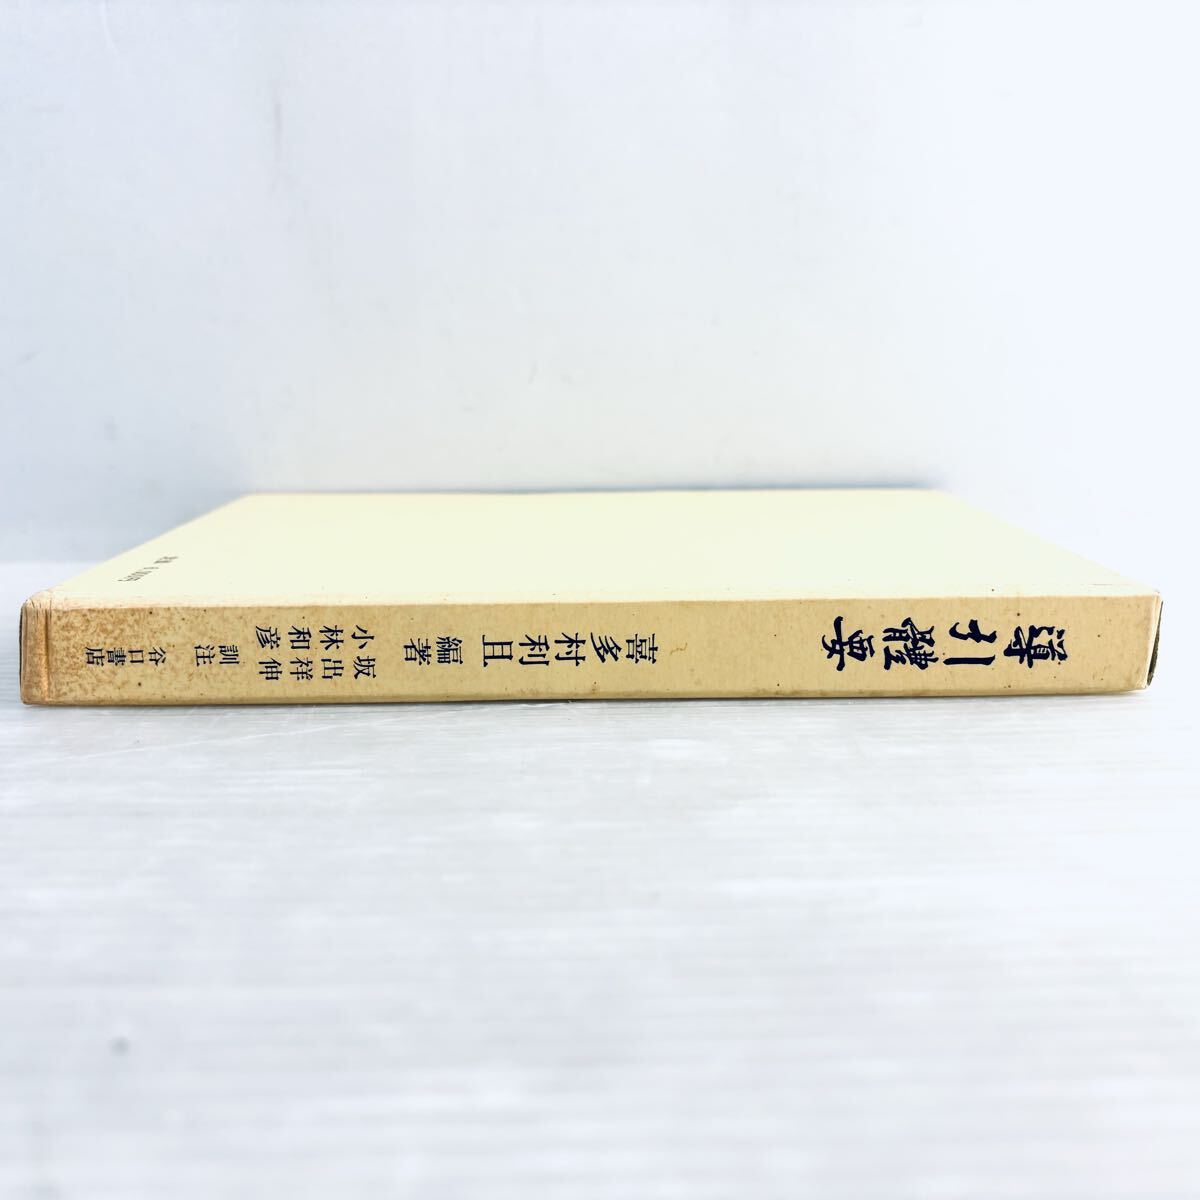 導引體要
喜多村利且 編著
坂出祥伸
小林和彦
訓注
谷口書店